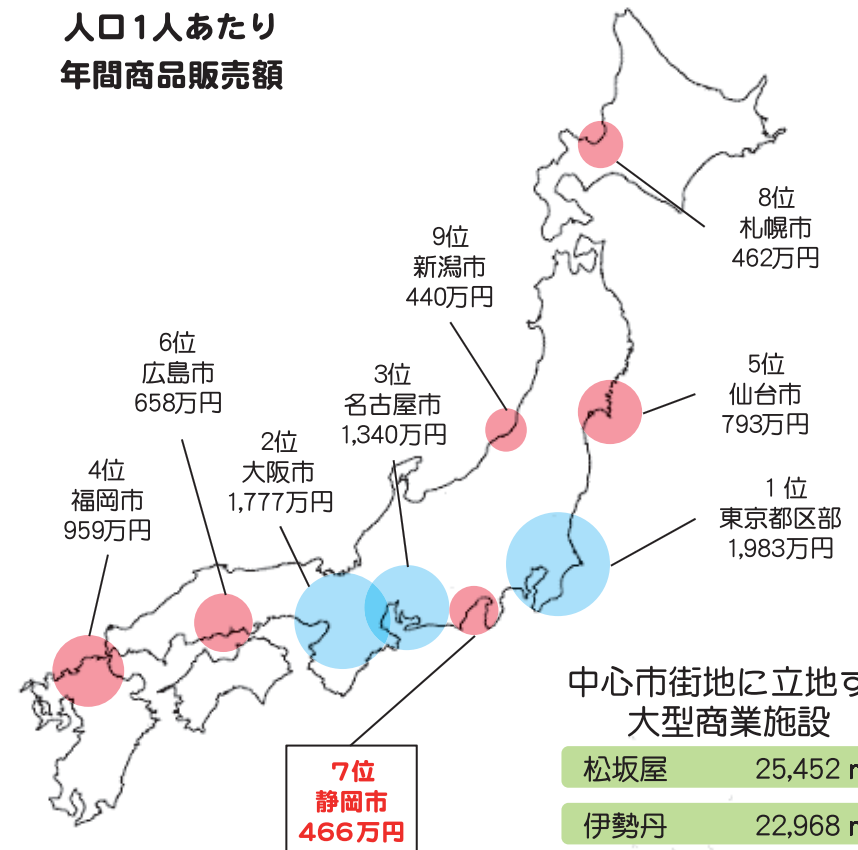 人口1人あたり
年間商品販売額
8位
札幌市
462万円
9位
新潟市
440万円
6位
広島市
658万円
3位
名古屋市
1,340万円
5位
仙台市
793万円
2位
大阪市
1,777万円
4位
福岡市
959万円
1位
東京都区部
1,983万円
7位
静岡市
466万円
中心市街地に立地す
大型商業施設
松坂屋 25,452
伊勢丹 22,968